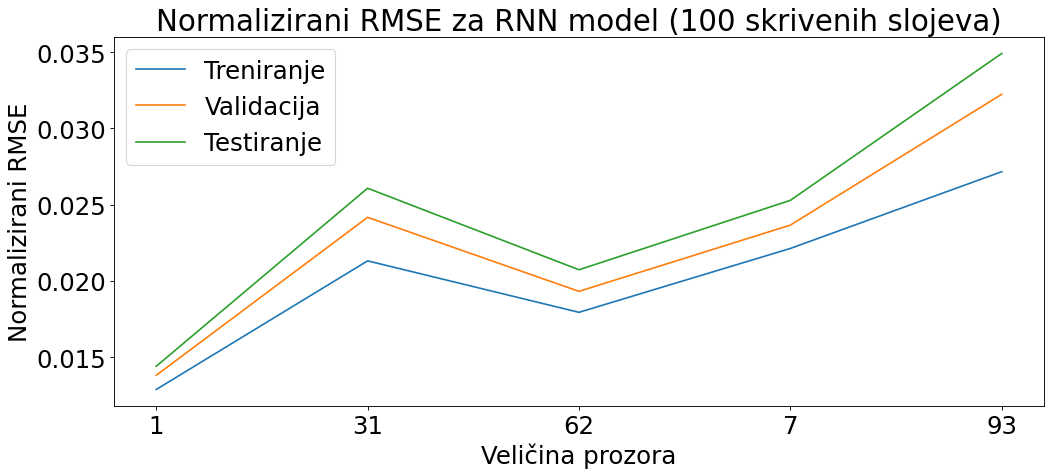 Normalizirani RMSE za RNN model (100 skrivenih slojeva)
Normalizirani RMSE
0.035
0.030
0.025
0.020
0.015
Treniranje
Validacija
Testiranje
1 31 62 7 93
Veličina prozora